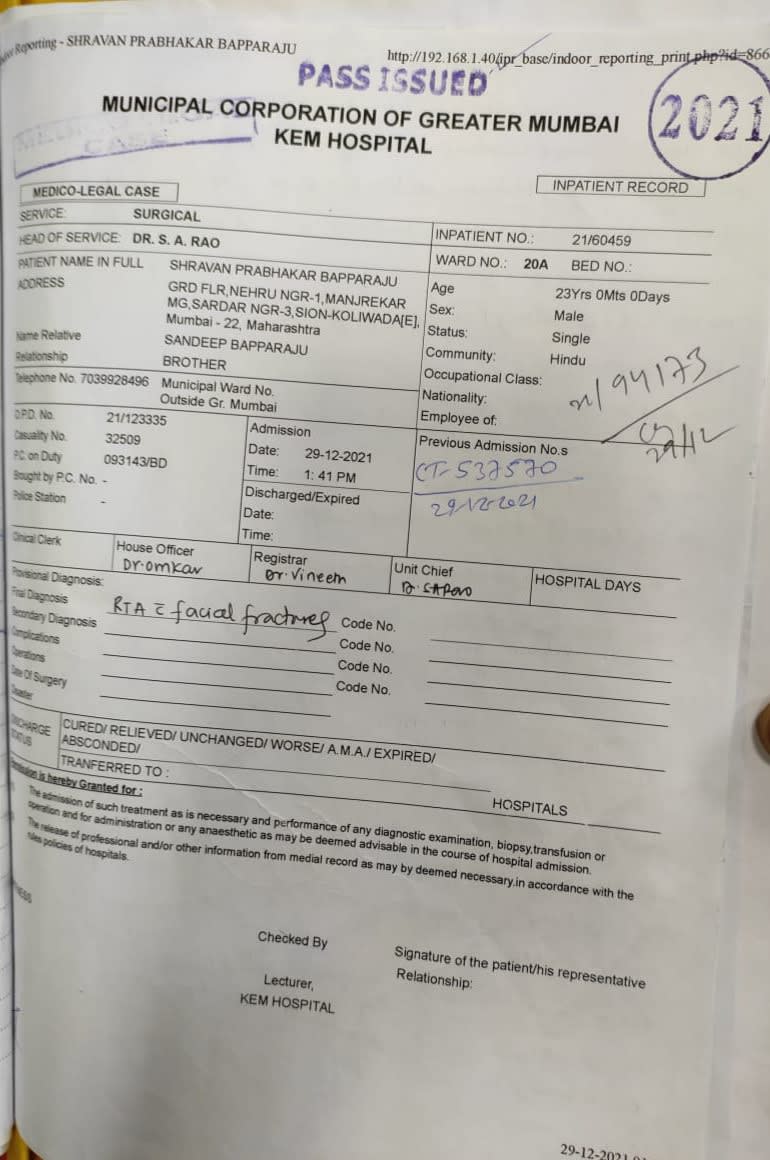 Indoor Reporting - SHRAVAN PRABHAKAR BAPPARAJU
http://192.168.1.40/ipr_base/indoor_reporting_print.php?id=866
PASS ISSUED
2021
MUNICIPAL CORPORATION OF GREATER MUMBAI
KEM HOSPITAL
CASE
MEDICO-LEGAL CASE
INPATIENT RECORD
SERVICE: SURGICAL
HEAD OF SERVICE: DR. S. A. RAO
INPATIENT NO.: 21/60459
WARD NO.: 20A BED NO.:
PATIENT NAME IN FULL SHRAVAN PRABHAKAR BAPPARAJU
ADDRESS GRD FLR,NEHRU NGR-1,MANJREKAR
MG,SARDAR NGR-3,SION-KOLIWADA[E],
Mumbai - 22, Maharashtra
Name Relative SANDEEP BAPPARAJU
Relationship BROTHER
Telephone No. 7039928496 Municipal Ward No.
Outside Gr. Mumbai
Age 23Yrs 0Mts 0Days
Sex: Male
Status: Single
Community: Hindu
Occupational Class:
Nationality:
Employee of:
94173
29/12
O.P.D. No. 21/123335
Casuality No. 32509
P.C. on Duty 093143/BD
Bought by P.C. No. -
Police Station -
Admission
Date: 29-12-2021
Time: 1: 41 PM
Discharged/Expired
Date:
Time:
Previous Admission No.s
CT-537570
29-12-2021
Clinical Clerk
House Officer
Dr. Omkar
Registrar
Dr. Vineem
Unit Chief
HOSPITAL DAYS
Provisional Diagnosis:
Final Diagnosis RTA c̄ facial fractures Code No.
Secondary Diagnosis Code No.
Complications Code No.
Operations Code No.
Date Of Surgery
Disaster
DISCHARGE STATUS
CURED/ RELIEVED/ UNCHANGED/ WORSE/ A.M.A./ EXPIRED/
ABSCONDED/
TRANFERRED TO : HOSPITALS
Permission is hereby Granted for :
The admission of such treatment as is necessary and performance of any diagnostic examination, biopsy,transfusion or
operation and for administration or any anaesthetic as may be deemed advisable in the course of hospital admission.
The release of professional and/or other information from medial record as may by deemed necessary.in accordance with the
rules policies of hospitals.
Checked By
Lecturer,
KEM HOSPITAL
Signature of the patient/his representative
Relationship:
29-12-2021